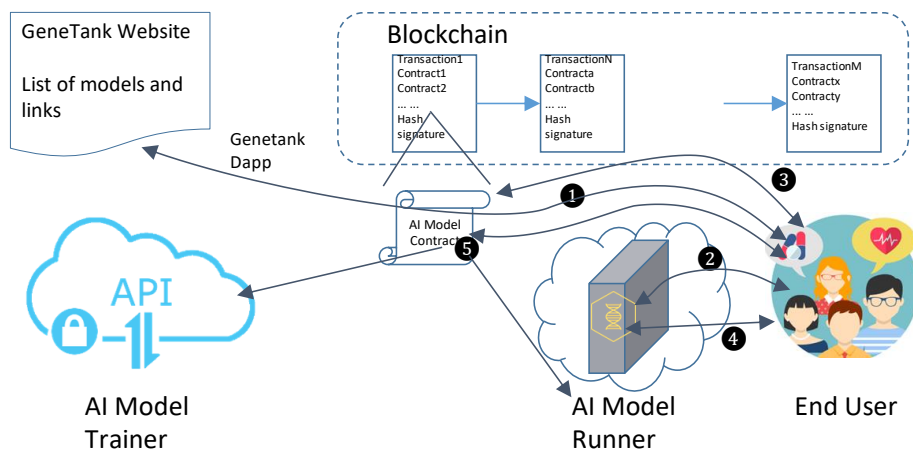 GeneTank Website
List of models and
links
Blockchain
Transaction1
Contract1
Contract2
... ...
Hash
signature
TransactionN
Contracta
Contractb
... ...
Hash
signature
TransactionM
Contractx
Contracty
... ...
Hash signature
Genetank
Dapp
1
3
AI Model
Contract
5
2
4
API
AI Model
Trainer
AI Model
Runner
End User